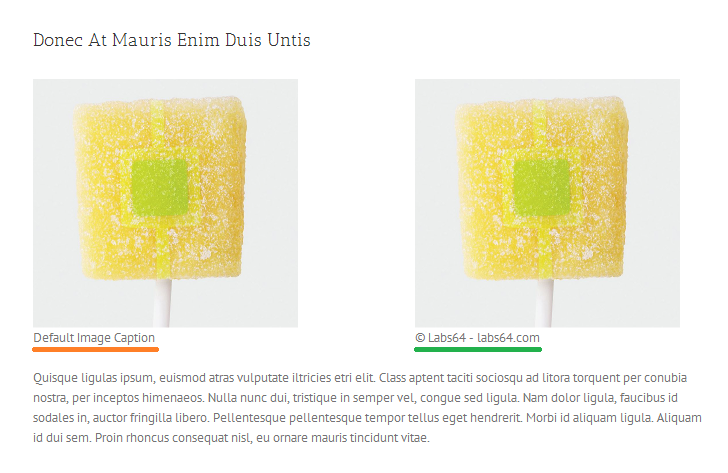 Donec At Mauris Enim Duis Untis
Default Image Caption
© Labs64 - labs64.com
Quisque ligulas ipsum, euismod atras vulputate iltricies etri elit. Class aptent taciti sociosqu ad litora torquent per conubia
nostra, per inceptos himenaeos. Nulla nunc dui, tristique in semper vel, congue sed ligula. Nam dolor ligula, faucibus id
sodales in, auctor fringilla libero. Pellentesque pellentesque tempor tellus eget hendrerit. Morbi id aliquam ligula. Aliquam
id dui sem. Proin rhoncus consequat nisl, eu ornare mauris tincidunt vitae.